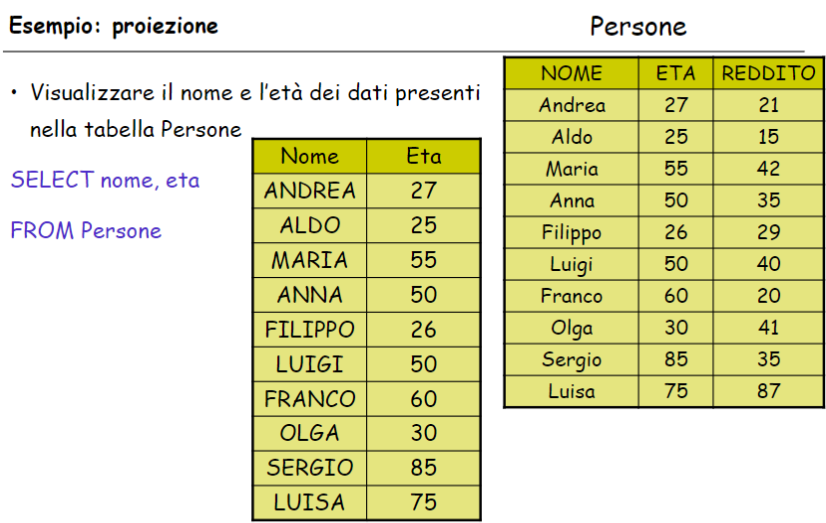 Esempio: proiezione
• Visualizzare il nome e l'età dei dati presenti
nella tabella Persone
SELECT nome, eta
FROM Persone
Nome Eta
ANDREA 27
ALDO 25
MARIA 55
ANNA 50
FILIPPO 26
LUIGI 50
FRANCO 60
OLGA 30
SERGIO 85
LUISA 75
Persone
NOME ETA REDDITO
Andrea 27 21
Aldo 25 15
Maria 55 42
Anna 50 35
Filippo 26 29
Luigi 50 40
Franco 60 20
Olga 30 41
Sergio 85 35
Luisa 75 87